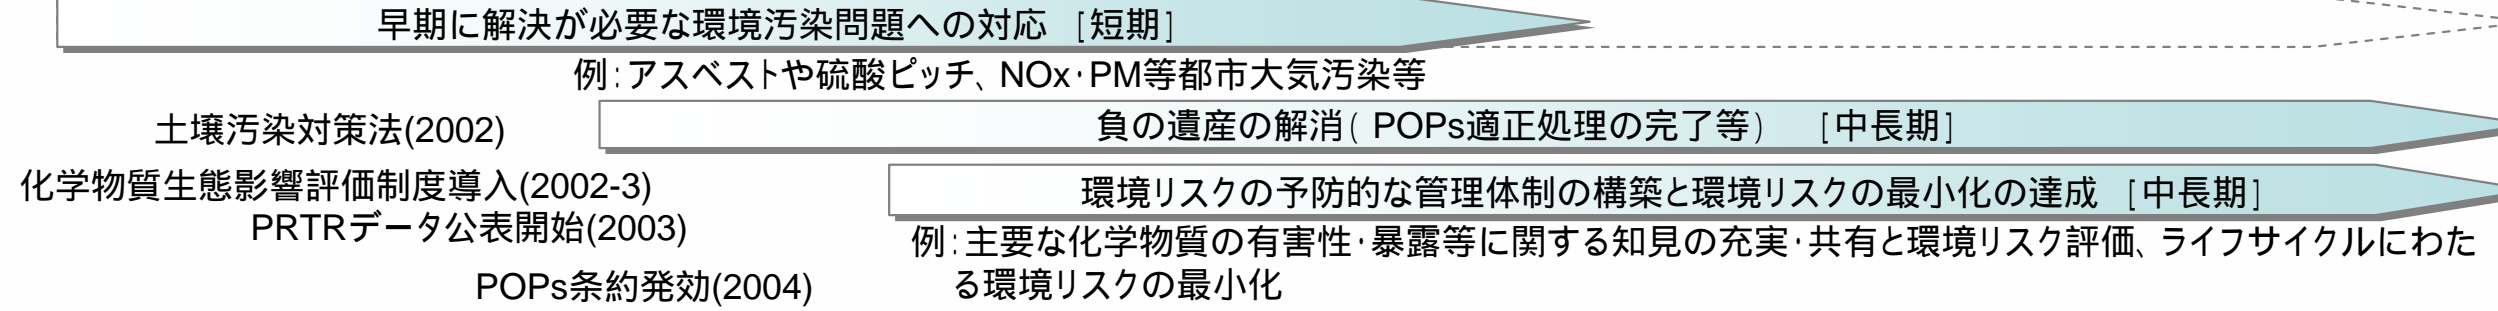 早期に解決が必要な環境汚染問題への対応 [短期]
例:アスベストや硫酸ピッチ、NOx・PM等都市大気汚染等
土壌汚染対策法(2002)
負の遺産の解消(POPs適正処理の完了等) [中長期]
化学物質生態影響評価制度導入(2002-3)
環境リスクの予防的な管理体制の構築と環境リスクの最小化の達成 [中長期]
PRTRデータ公表開始(2003)
例:主要な化学物質の有害性・暴露等に関する知見の充実・共有と環境リスク評価、ライフサイクルにわた
る環境リスクの最小化
POPs条約発効(2004)